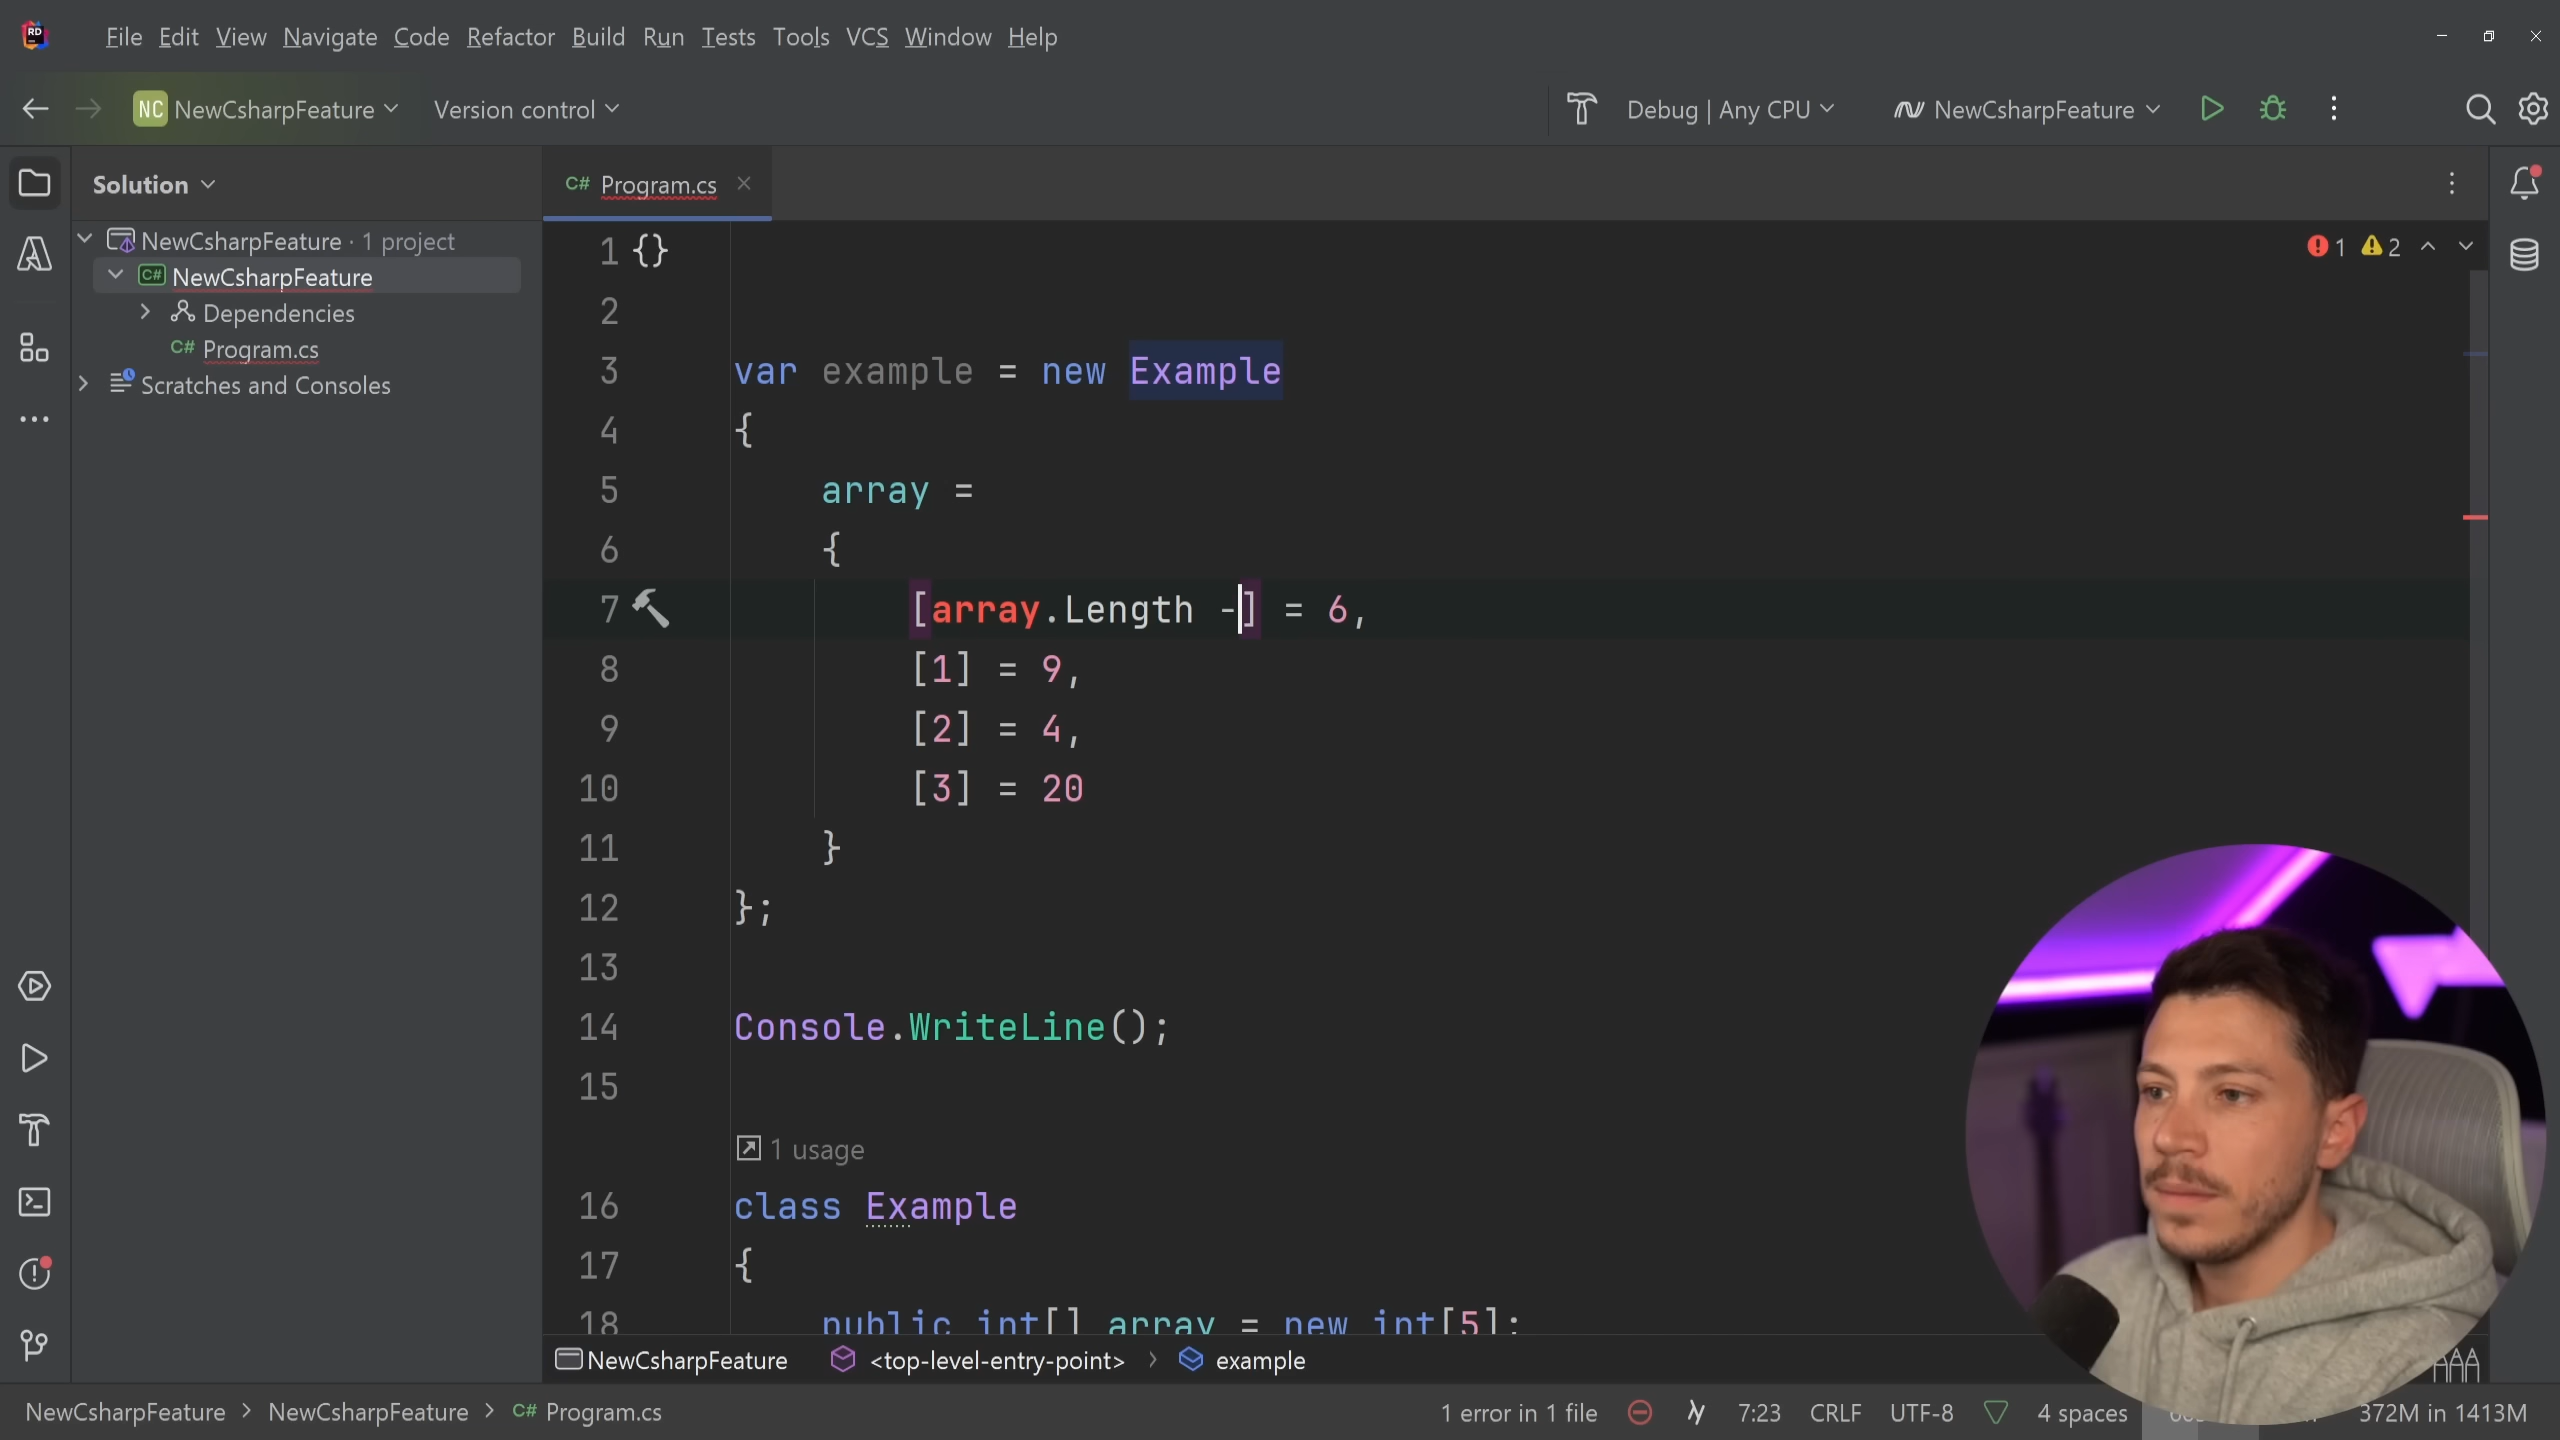 RD File Edit View Navigate Code Refactor Build Run Tests Tools VCS Window Help
NC NewCsharpFeature Version control Debug | Any CPU NewCsharpFeature
Solution
C# Program.cs
NewCsharpFeature · 1 project
C# NewCsharpFeature
Dependencies
C# Program.cs
Scratches and Consoles
1 2
1 {}
2
3 var example = new Example
4 {
5 array =
6 {
7 [array.Length -] = 6,
8 [1] = 9,
9 [2] = 4,
10 [3] = 20
11 }
12 };
13
14 Console.WriteLine();
15
1 usage
16 class Example
17 {
18 public int[] array = new int[5];
NewCsharpFeature <top-level-entry-point> › example
NewCsharpFeature › NewCsharpFeature › C# Program.cs 1 error in 1 file 7:23 CRLF UTF-8 4 spaces 372M in 1413M